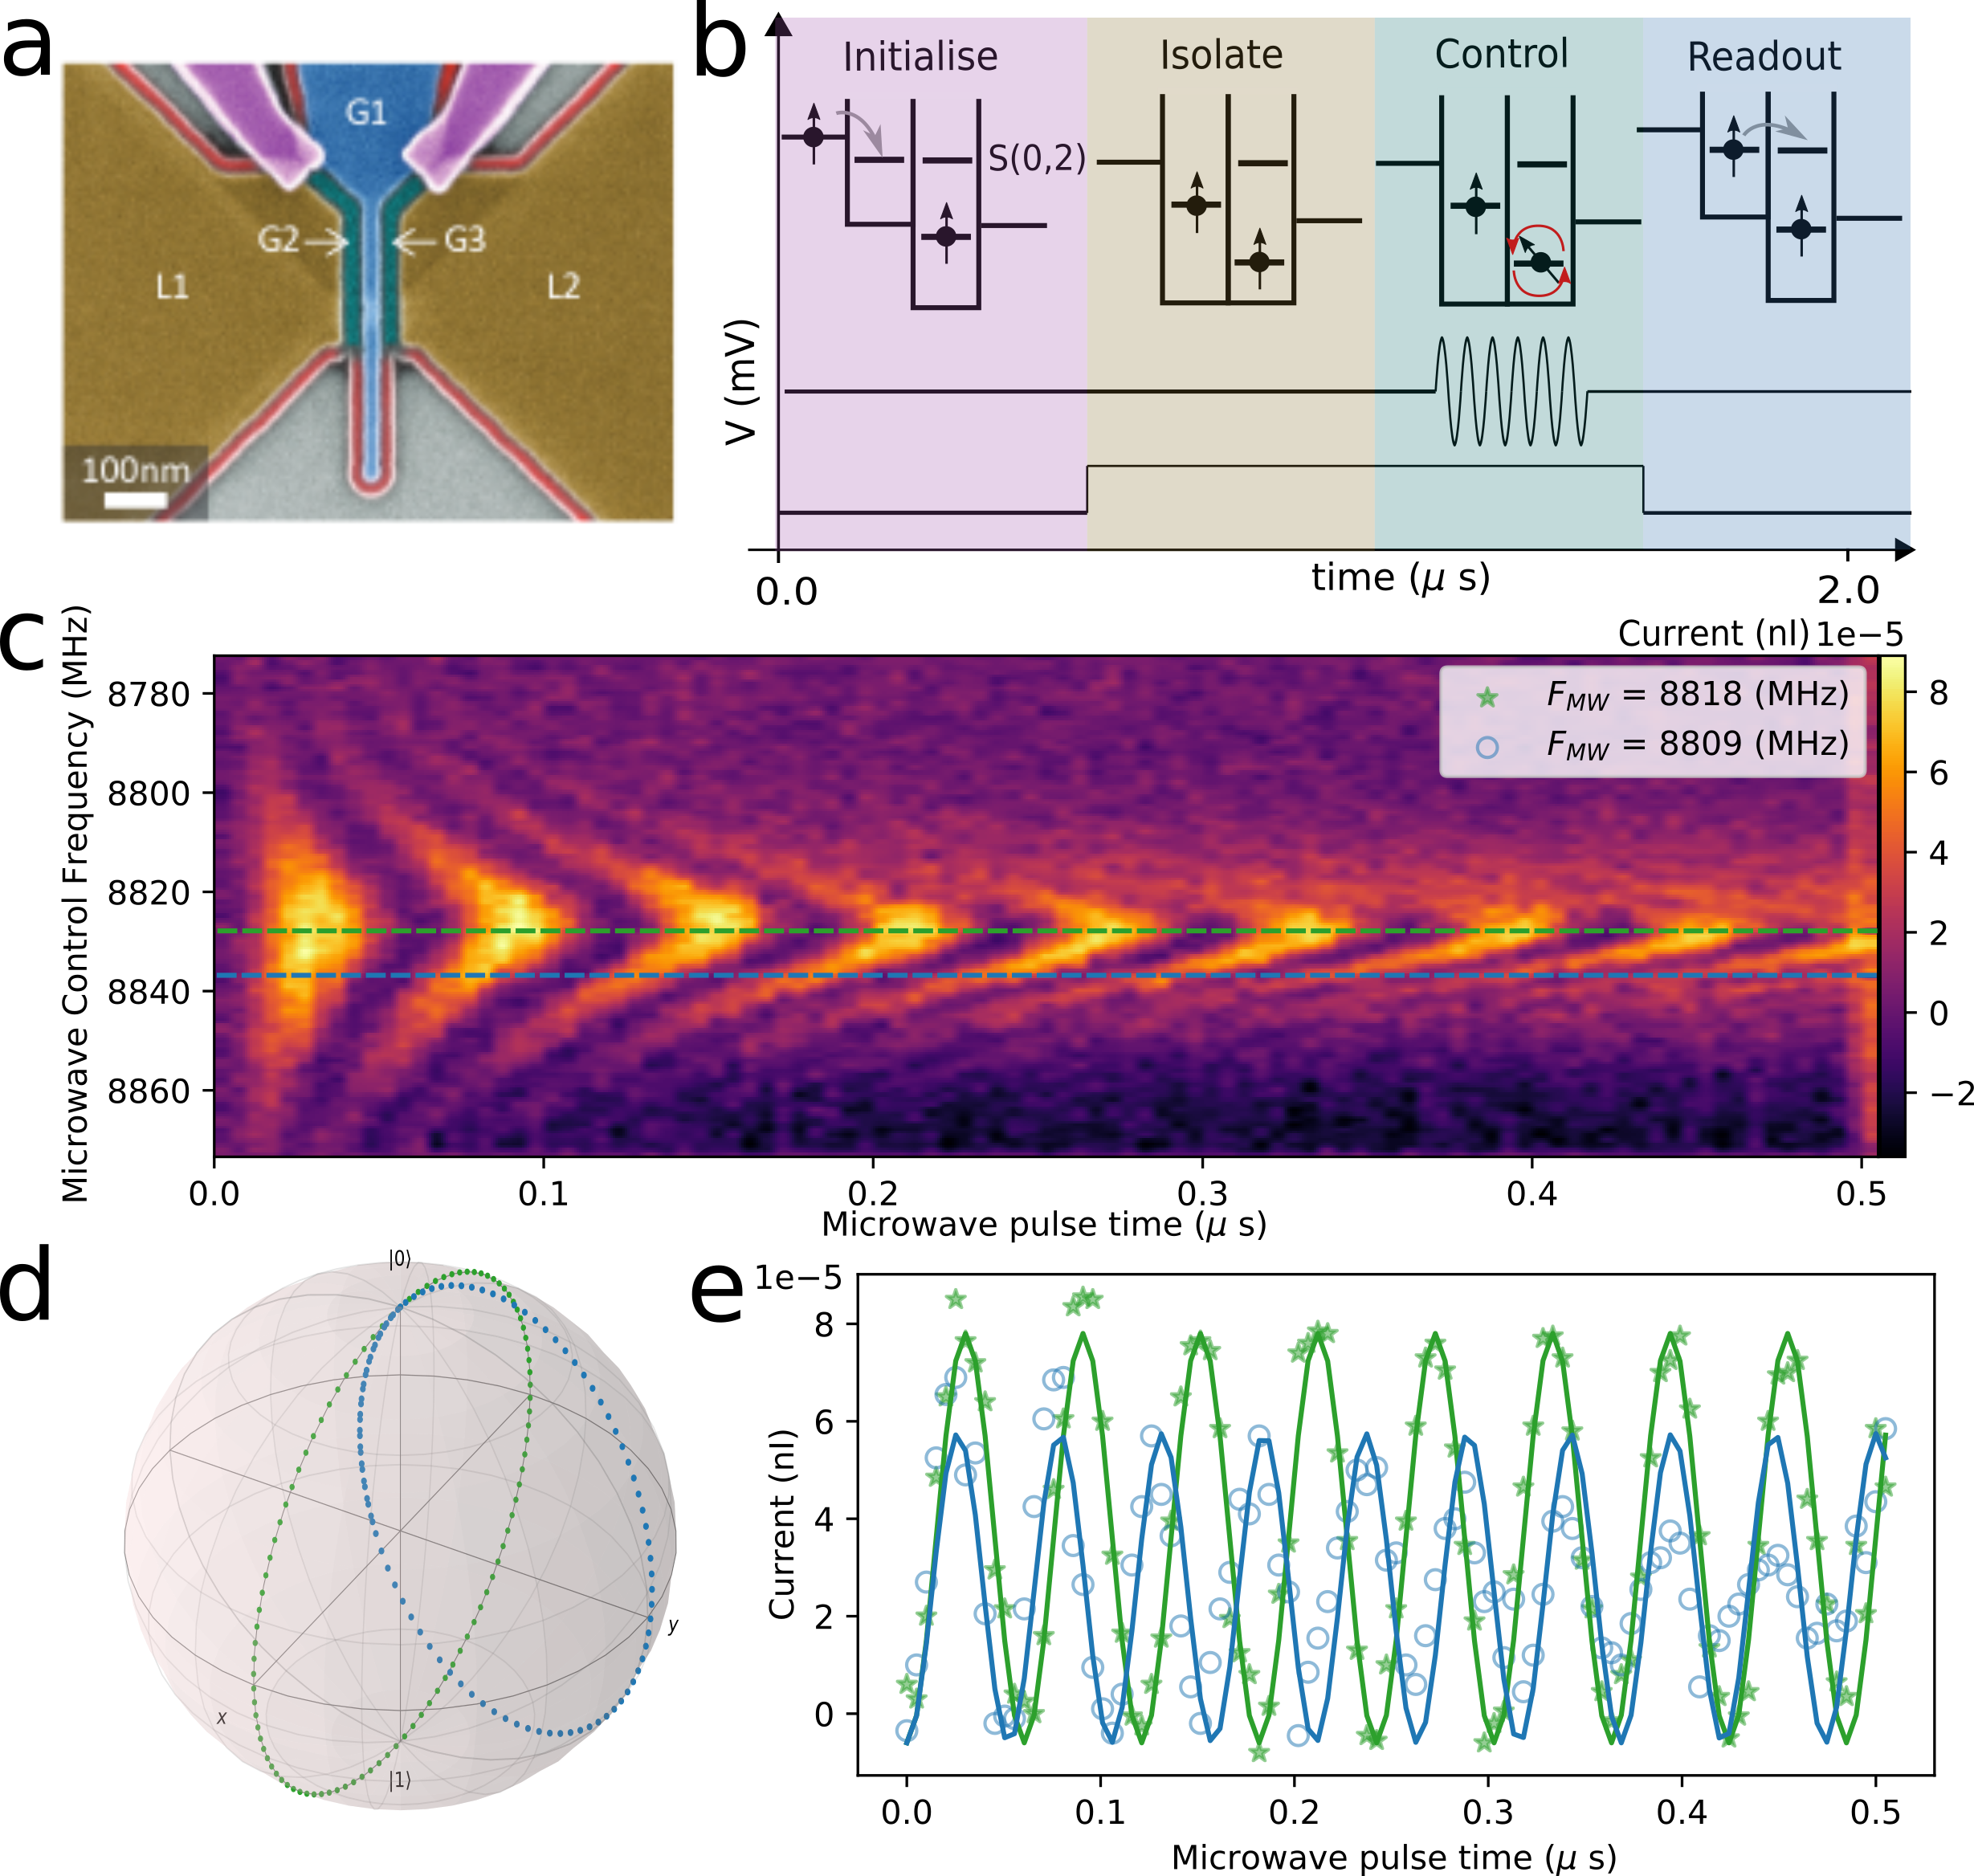 a
G1
G2
G3
L1
L2
100nm
b
Initialise
Isolate
Control
Readout
S(0,2)
V (mV)
0.0
time (μ s)
2.0
c
Microwave Control Frequency (MHz)
Current (nI) 1e−5
8780
8800
8820
8840
8860
F_MW = 8818 (MHz)
F_MW = 8809 (MHz)
8
6
4
2
0
−2
0.0 0.1 0.2 0.3 0.4 0.5
Microwave pulse time (μ s)
d
|0⟩
y
x
|1⟩
e
1e−5
Current (nI)
8
6
4
2
0
0.0 0.1 0.2 0.3 0.4 0.5
Microwave pulse time (μ s)